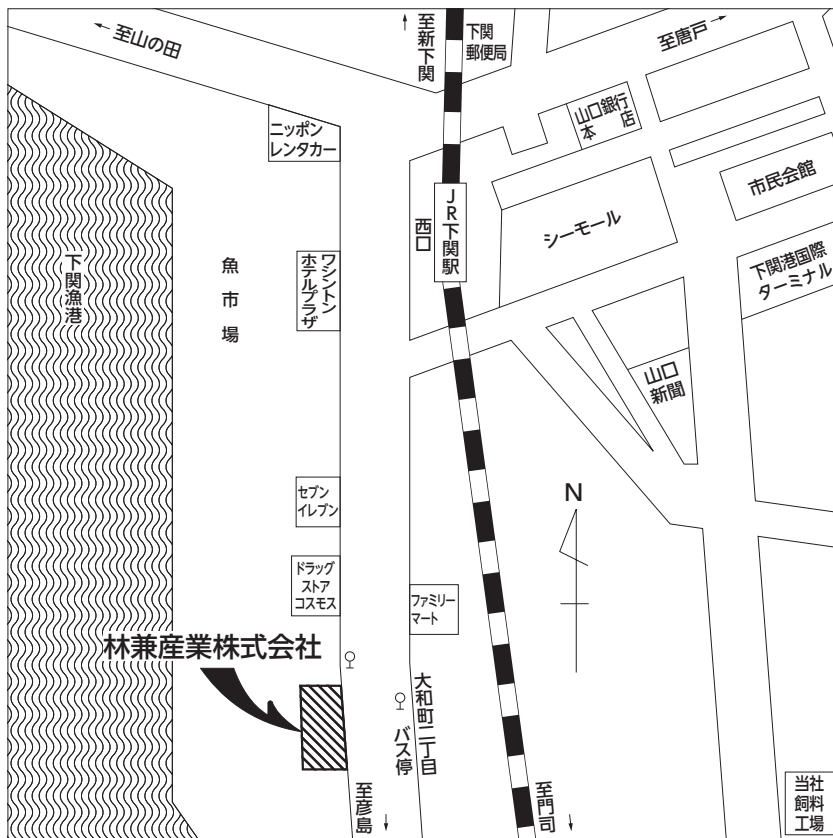 ←至山の田
↑
至新下関
下関
郵便局
至唐戸→
ニッポン
レンタカー
山口銀行
本店
市民会館
JR下関駅
西口
シーモール
下関港国際
ターミナル
下関漁港
魚市場
ワシントン
ホテルプラザ
山口
新聞
セブン
イレブン
N
ドラッグ
ストア
コスモス
ファミリー
マート
林兼産業株式会社
大和町二丁目
バス停
至彦島→
至門司→
当社
飼料
工場